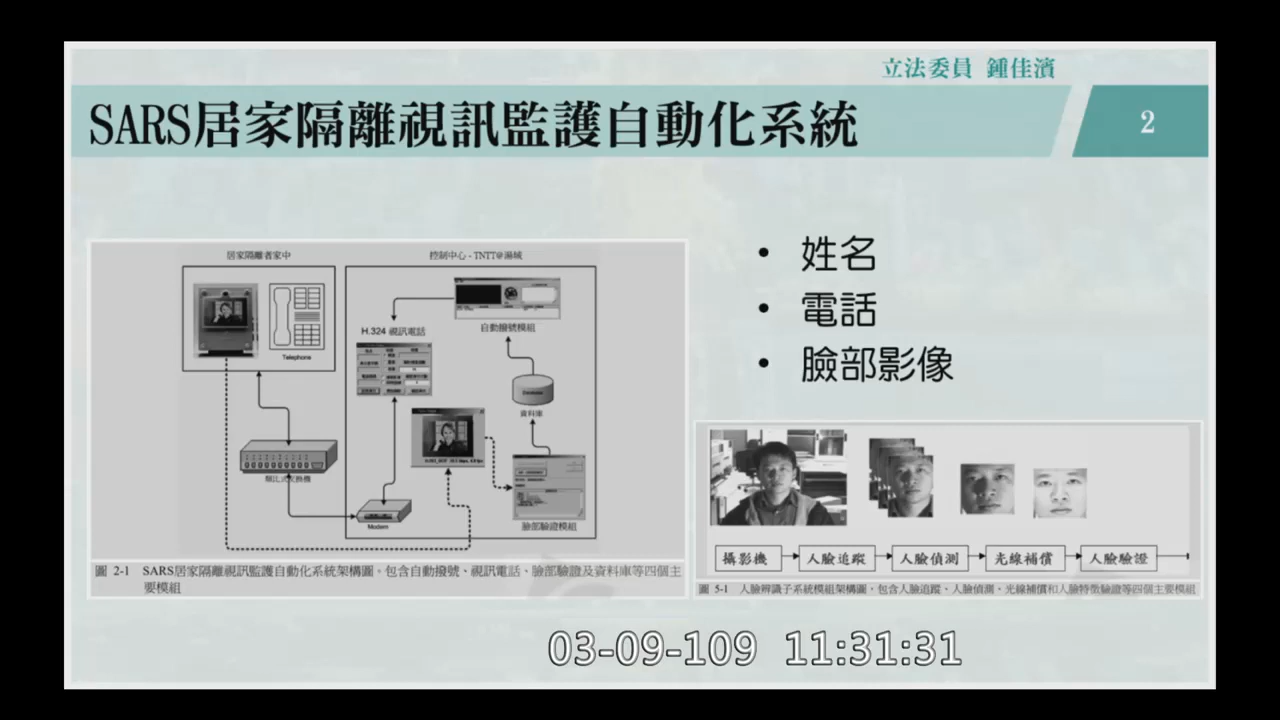 立法委員 鍾佳濱
SARS居家隔離視訊監護自動化系統
2
居家隔離者家中
控制中心 - TNTT@湯城
H.324 視訊電話
自動撥號模組
Telephone
Database
資料庫
類比式交換機
Modem
臉部驗證模組
圖 2-1 SARS居家隔離視訊監護自動化系統架構圖。包含自動撥號、視訊電話、臉部驗證及資料庫等四個主
要模組
• 姓名
• 電話
• 臉部影像
攝影機
人臉追蹤
人臉偵測
光線補償
人臉驗證
圖 5-1 人臉辨識子系統模組架構圖。包含人臉追蹤、人臉偵測、光線補償和人臉特徵驗證等四個主要模組
03-09-109 11:31:31